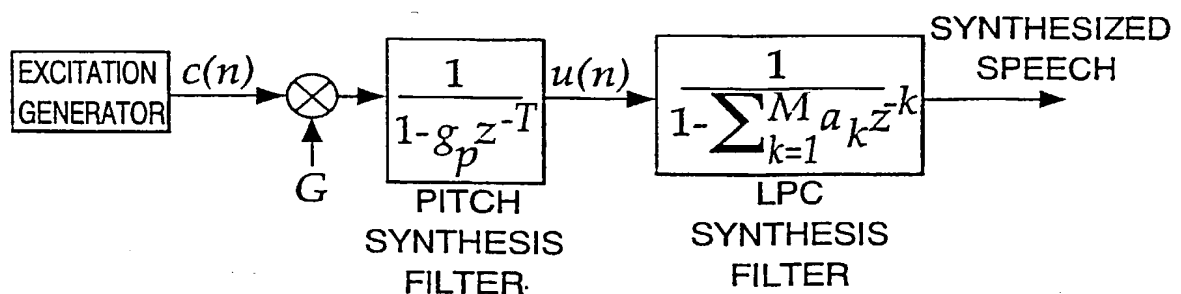 EXCITATION
GENERATOR
c(n)
G
1
1-g_p z^-T
PITCH
SYNTHESIS
FILTER.
u(n)
1
1-∑_{k=1}^{M} a_k z^-k
LPC
SYNTHESIS
FILTER
SYNTHESIZED
SPEECH